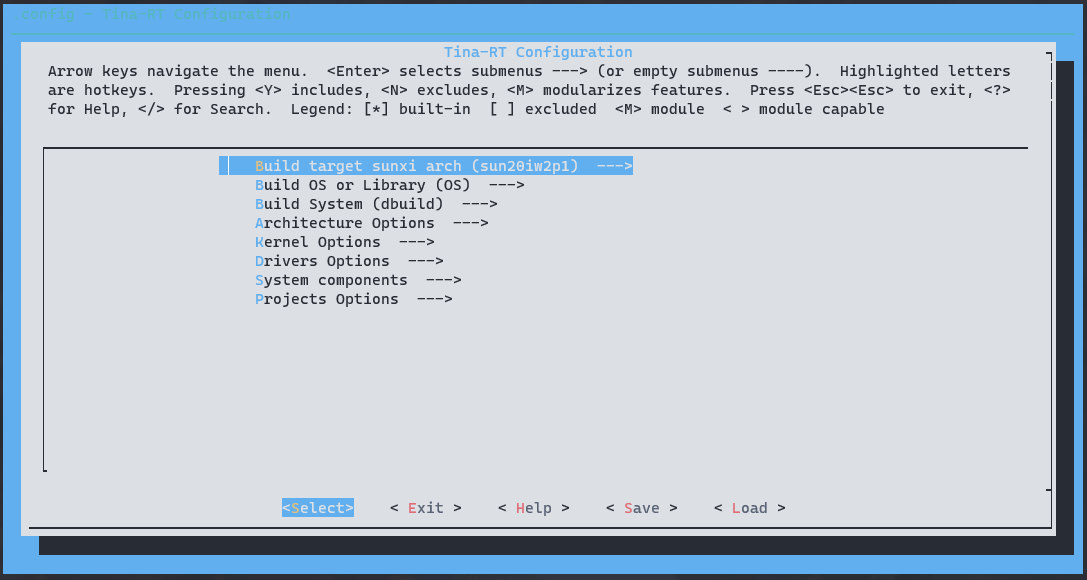 .config - Tina-RT Configuration
Tina-RT Configuration
Arrow keys navigate the menu.  <Enter> selects submenus ---> (or empty submenus ----).  Highlighted letters
are hotkeys.  Pressing <Y> includes, <N> excludes, <M> modularizes features.  Press <Esc><Esc> to exit, <?>
for Help, </> for Search.  Legend: [*] built-in  [ ] excluded  <M> module  < > module capable
Build target sunxi arch (sun20iw2p1)  --->
Build OS or Library (OS)  --->
Build System (dbuild)  --->
Architecture Options  --->
Kernel Options  --->
Drivers Options  --->
System components  --->
Projects Options  --->
<Select>    < Exit >    < Help >    < Save >    < Load >